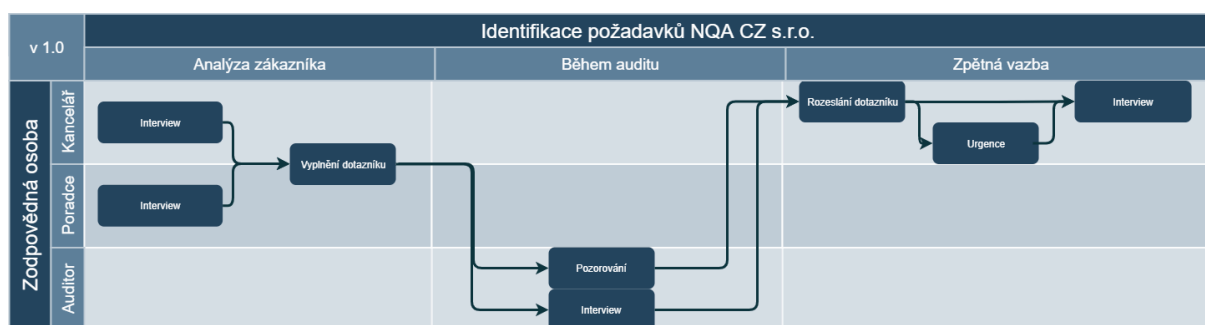 v 1.0
Identifikace požadavků NQA CZ s.r.o.
Analýza zákazníka
Během auditu
Zpětná vazba
Zodpovědná osoba
Kancelář
Interview
Vyplnění dotazníku
Rozeslání dotazníku
Urgence
Interview
Poradce
Interview
Auditor
Pozorování
Interview